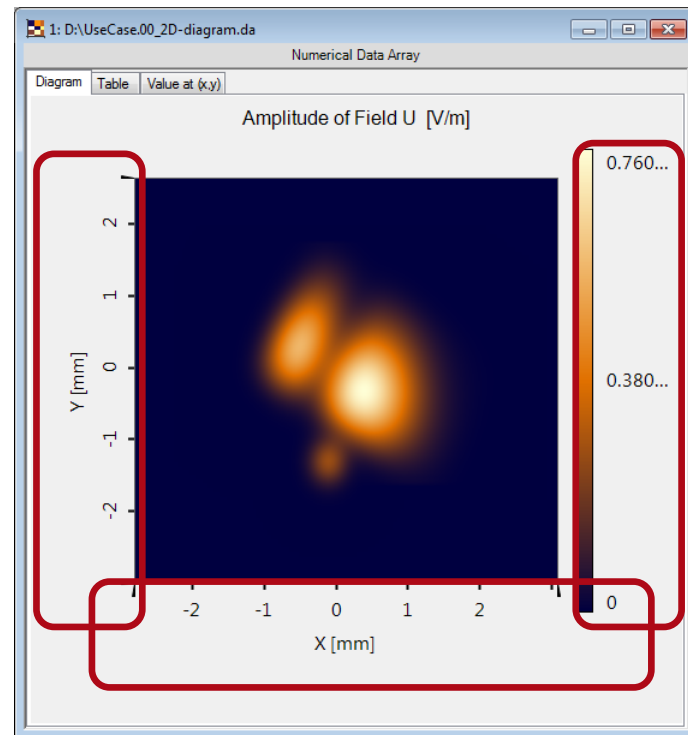 1: D:\UseCase.00_2D-diagram.da
Numerical Data Array
Diagram Table Value at (x,y)
Amplitude of Field U [V/m]
0.760...
0.380...
0
2
1
0
-1
-2
Y [mm]
-2 -1 0 1 2
X [mm]